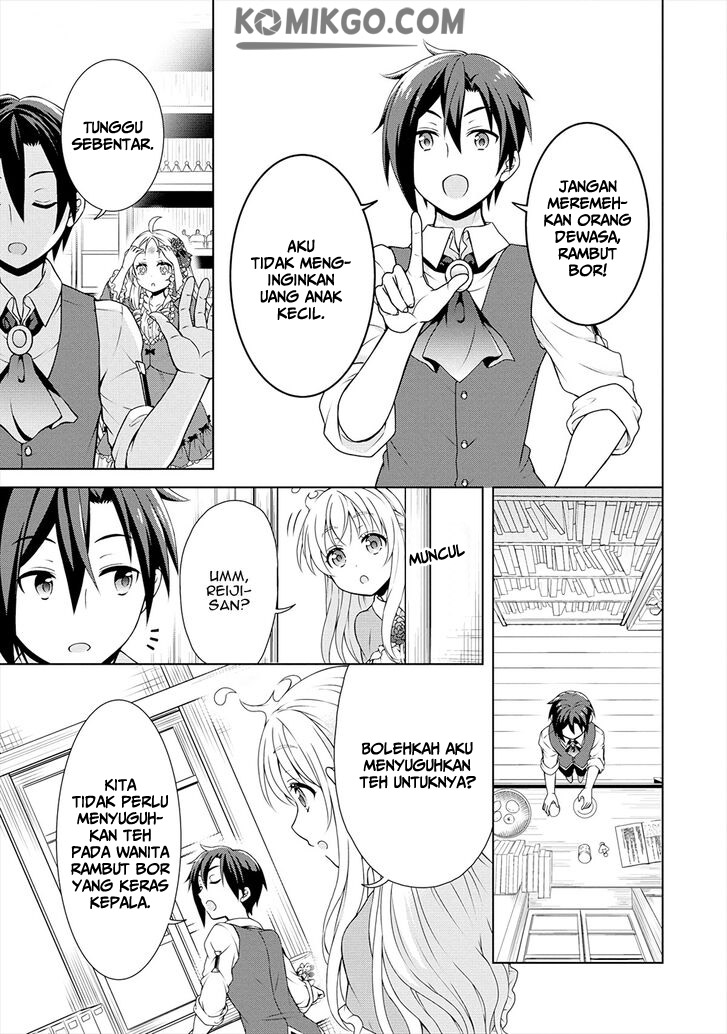 KOMIKGO.COM
JANGAN
MEREMEH-
KAN ORANG
DEWASA,
RAMBUT
BOR!
AKU
TIDAK MENG-
INGINKAN
UANG ANAK
KECIL.
TUNGGU
SEBENTAR.
MUNCUL
UMM,
REIJI-
SAN?
BOLEHKAH AKU
MENYUGUHKAN
TEH UNTUKNYA?
KITA
TIDAK PERLU
MENYUGUH-
KAN TEH
PADA WANITA
RAMBUT BOR
YANG KERAS
KEPALA.